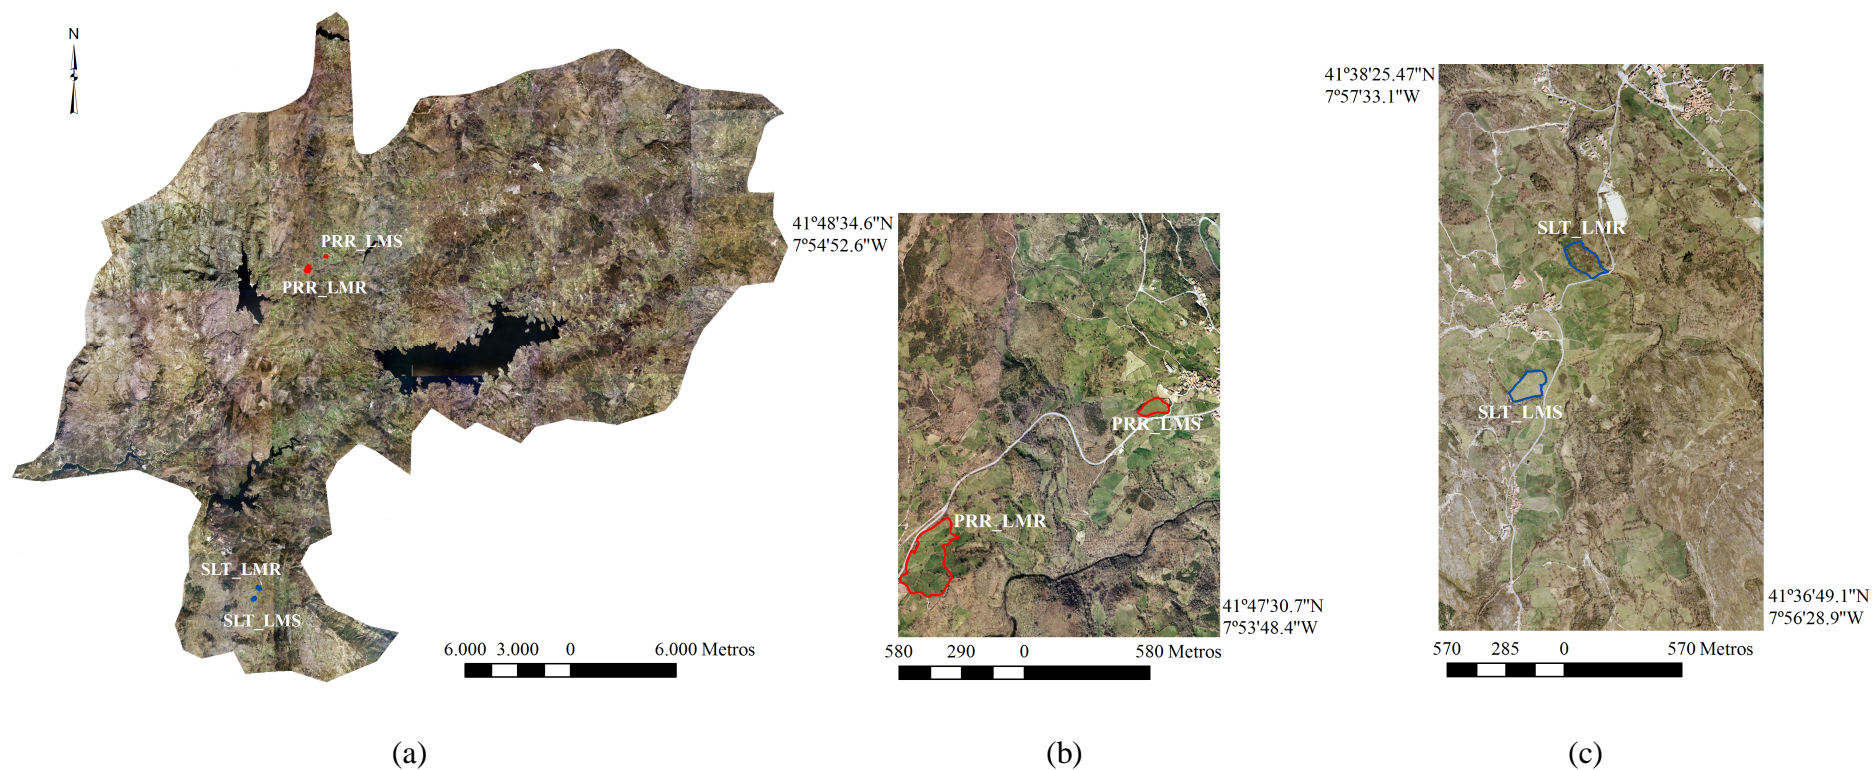 N
PRR_LMS
PRR_LMR
SLT_LMR
SLT_LMS
6.000 3.000 0 6.000 Metros
(a)
41º48'34.6"N
7º54'52.6"W
PRR_LMS
PRR_LMR
41º47'30.7"N
7º53'48.4"W
580 290 0 580 Metros
(b)
41º38'25.47"N
7º57'33.1"W
SLT_LMR
SLT_LMS
41º36'49.1"N
7º56'28.9"W
570 285 0 570 Metros
(c)